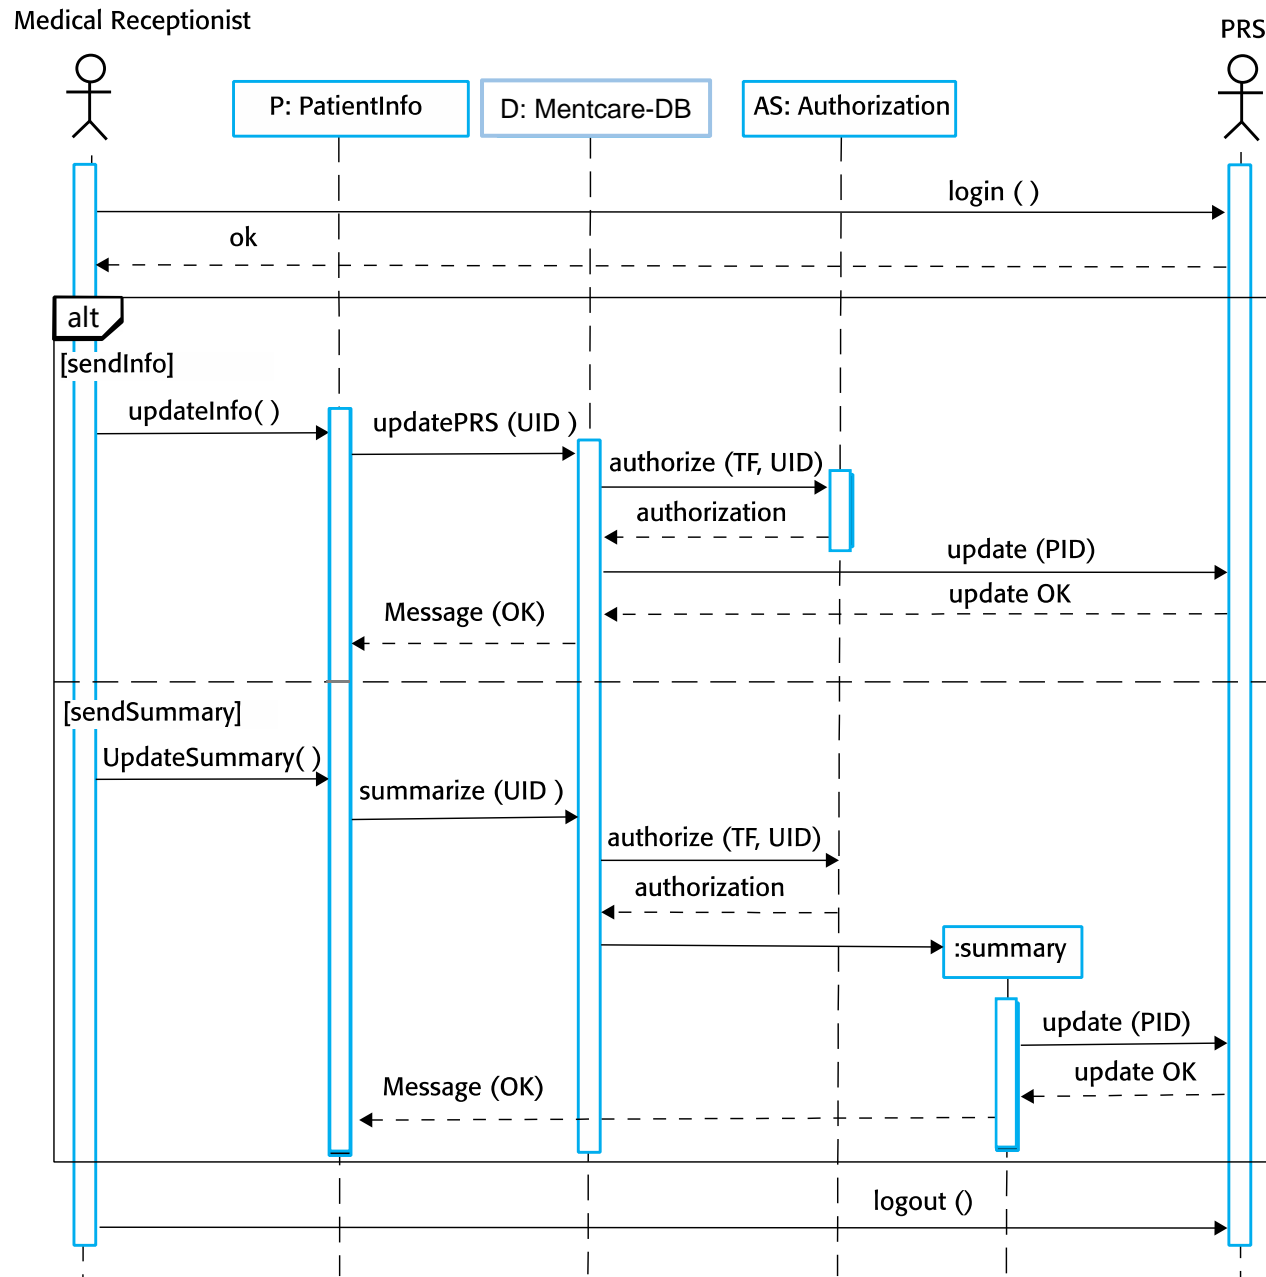 Medical Receptionist
PRS
P: PatientInfo
D: Mentcare-DB
AS: Authorization
login ( )
ok
alt
[sendInfo]
updateInfo( )
updatePRS (UID )
authorize (TF, UID)
authorization
update (PID)
update OK
Message (OK)
[sendSummary]
UpdateSummary( )
summarize (UID )
authorize (TF, UID)
authorization
:summary
update (PID)
update OK
Message (OK)
logout ()